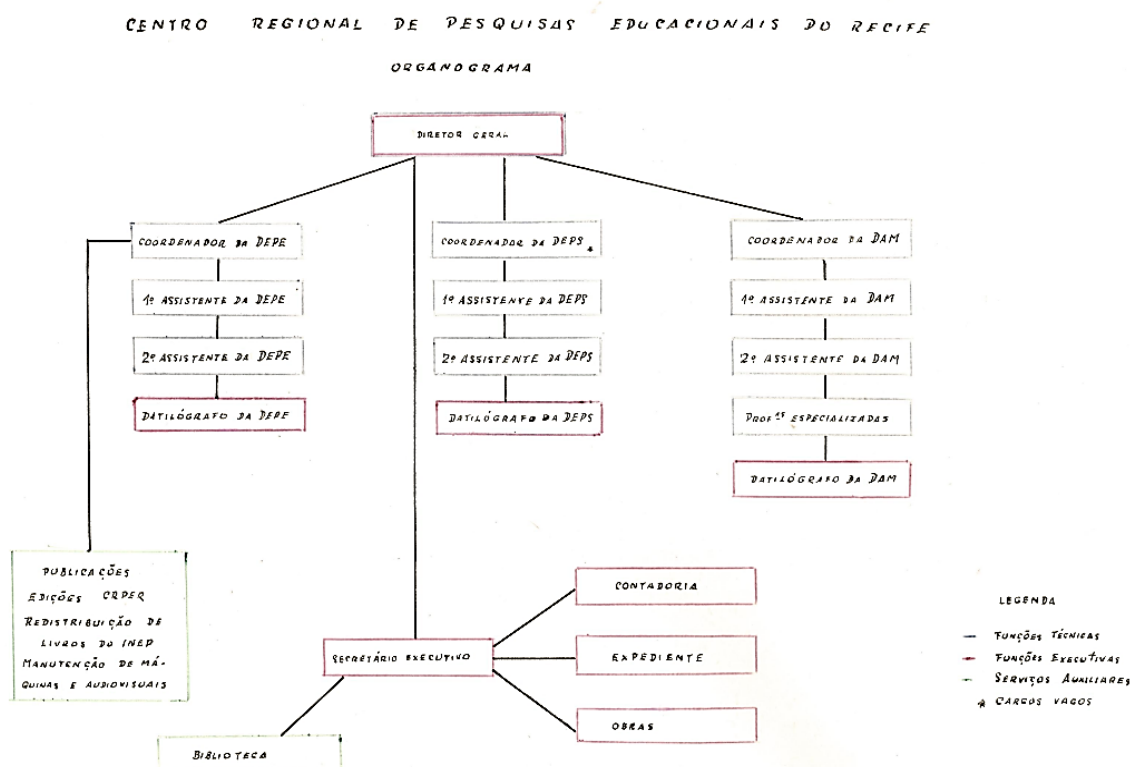 CENTRO REGIONAL DE PESQUISAS EDUCACIONAIS DO RECIFE
ORGANOGRAMA
DIRETOR GERAL
COORDENADOR DA DEPE
1º ASSISTENTE DA DEPE
2º ASSISTENTE DA DEPE
DATILÓGRAFO DA DEPE
COORDENADOR DA DEPS *
1º ASSISTENTE DA DEPS
2º ASSISTENTE DA DEPS
DATILÓGRAFO DA DEPS
COORDENADOR DA DAM
1º ASSISTENTE DA DAM
2º ASSISTENTE DA DAM
PROFªs ESPECIALIZADAS
DATILÓGRAFO DA DAM
PUBLICAÇÕES
EDIÇÕES CRPER
REDISTRIBUIÇÃO DE
LIVROS DO INEP
MANUTENÇÃO DE MÁ-
QUINAS E AUDIOVISUAIS
SECRETÁRIO EXECUTIVO
CONTADORIA
EXPEDIENTE
OBRAS
BIBLIOTECA
LEGENDA
FUNÇÕES TÉCNICAS
FUNÇÕES EXECUTIVAS
SERVIÇOS AUXILIARES
* CARGOS VAGOS